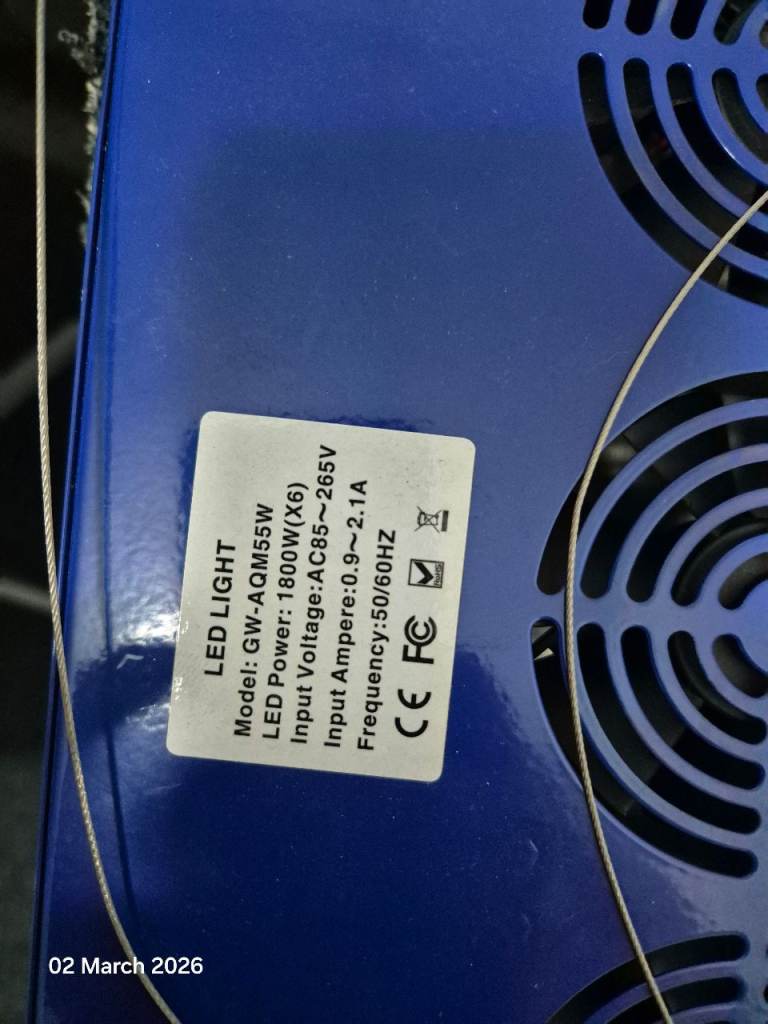 LED LIGHT
Model: GW-AQM55W
LED Power: 1800W(X6)
Input Voltage:AC85~265V
Input Ampere:0.9~2.1A
Frequency:50/60HZ
CE FC RoHS
02 March 2026